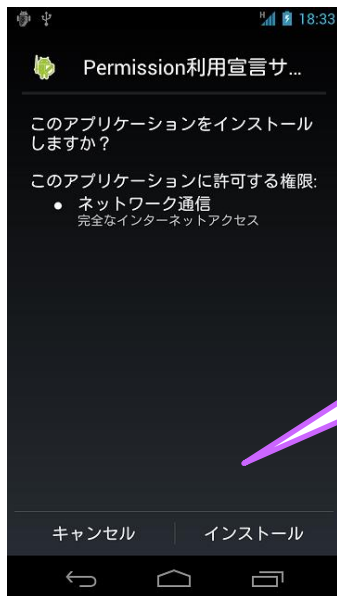 H 18:33
Permission利用宣言サ...
このアプリケーションをインストール
しますか？
このアプリケーションに許可する権限:
● ネットワーク通信
完全なインターネットアクセス
キャンセル インストール